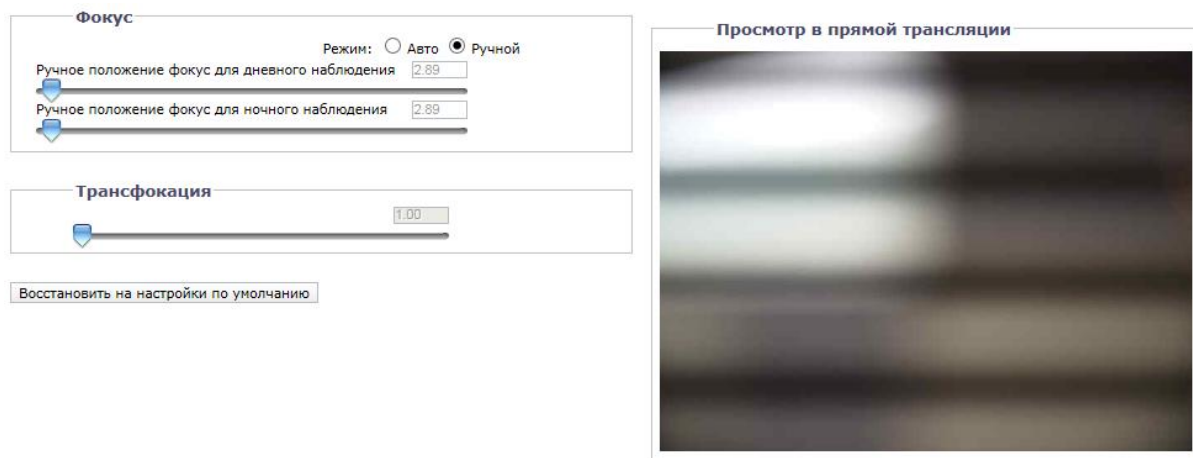 Фокус
Режим: Авто Ручной
Ручное положение фокус для дневного наблюдения 2.89
Ручное положение фокус для ночного наблюдения 2.89
Трансфокация
1.00
Восстановить на настройки по умолчанию
Просмотр в прямой трансляции